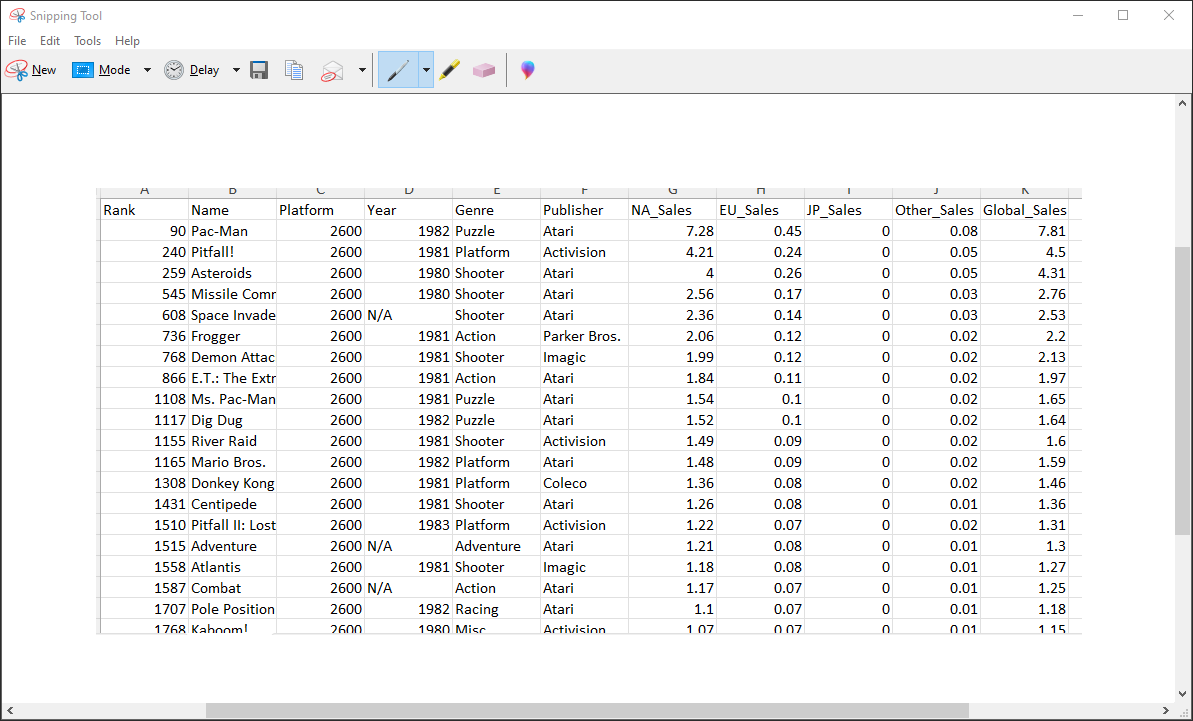 Snipping Tool
File Edit Tools Help
New Mode Delay
A B C D E F G H I J K
Rank Name Platform Year Genre Publisher NA_Sales EU_Sales JP_Sales Other_Sales Global_Sales
90 Pac-Man 2600 1982 Puzzle Atari 7.28 0.45 0 0.08 7.81
240 Pitfall! 2600 1981 Platform Activision 4.21 0.24 0 0.05 4.5
259 Asteroids 2600 1980 Shooter Atari 4 0.26 0 0.05 4.31
545 Missile Comr 2600 1980 Shooter Atari 2.56 0.17 0 0.03 2.76
608 Space Invade 2600 N/A Shooter Atari 2.36 0.14 0 0.03 2.53
736 Frogger 2600 1981 Action Parker Bros. 2.06 0.12 0 0.02 2.2
768 Demon Attac 2600 1981 Shooter Imagic 1.99 0.12 0 0.02 2.13
866 E.T.: The Extr 2600 1981 Action Atari 1.84 0.11 0 0.02 1.97
1108 Ms. Pac-Man 2600 1981 Puzzle Atari 1.54 0.1 0 0.02 1.65
1117 Dig Dug 2600 1982 Puzzle Atari 1.52 0.1 0 0.02 1.64
1155 River Raid 2600 1981 Shooter Activision 1.49 0.09 0 0.02 1.6
1165 Mario Bros. 2600 1982 Platform Atari 1.48 0.09 0 0.02 1.59
1308 Donkey Kong 2600 1981 Platform Coleco 1.36 0.08 0 0.02 1.46
1431 Centipede 2600 1981 Shooter Atari 1.26 0.08 0 0.01 1.36
1510 Pitfall II: Lost 2600 1983 Platform Activision 1.22 0.07 0 0.02 1.31
1515 Adventure 2600 N/A Adventure Atari 1.21 0.08 0 0.01 1.3
1558 Atlantis 2600 1981 Shooter Imagic 1.18 0.08 0 0.01 1.27
1587 Combat 2600 N/A Action Atari 1.17 0.07 0 0.01 1.25
1707 Pole Position 2600 1982 Racing Atari 1.1 0.07 0 0.01 1.18
1768 Kaboom! 2600 1980 Misc Activision 1.07 0.07 0 0.01 1.15